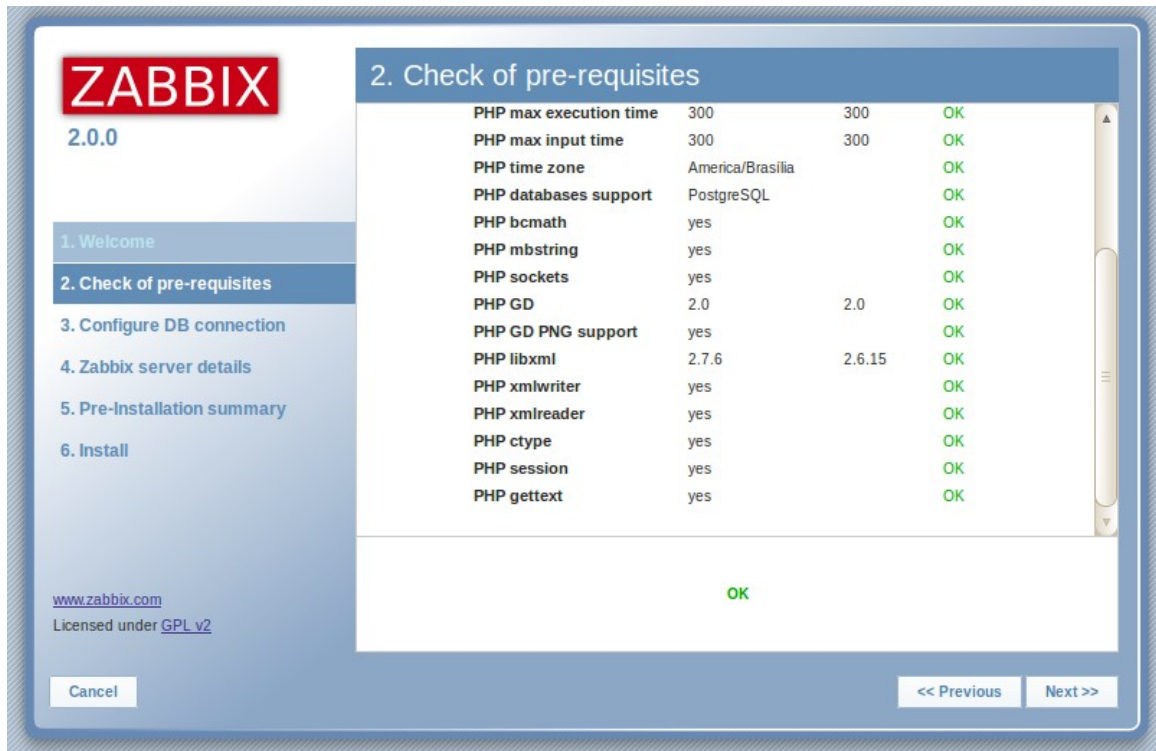 ZABBIX
2.0.0
1. Welcome
2. Check of pre-requisites
3. Configure DB connection
4. Zabbix server details
5. Pre-Installation summary
6. Install
www.zabbix.com
Licensed under GPL v2
2. Check of pre-requisites
PHP max execution time 300 300 OK
PHP max input time 300 300 OK
PHP time zone America/Brasilia OK
PHP databases support PostgreSQL OK
PHP bcmath yes OK
PHP mbstring yes OK
PHP sockets yes OK
PHP GD 2.0 2.0 OK
PHP GD PNG support yes OK
PHP libxml 2.7.6 2.6.15 OK
PHP xmlwriter yes OK
PHP xmlreader yes OK
PHP ctype yes OK
PHP session yes OK
PHP gettext yes OK
OK
Cancel << Previous Next >>